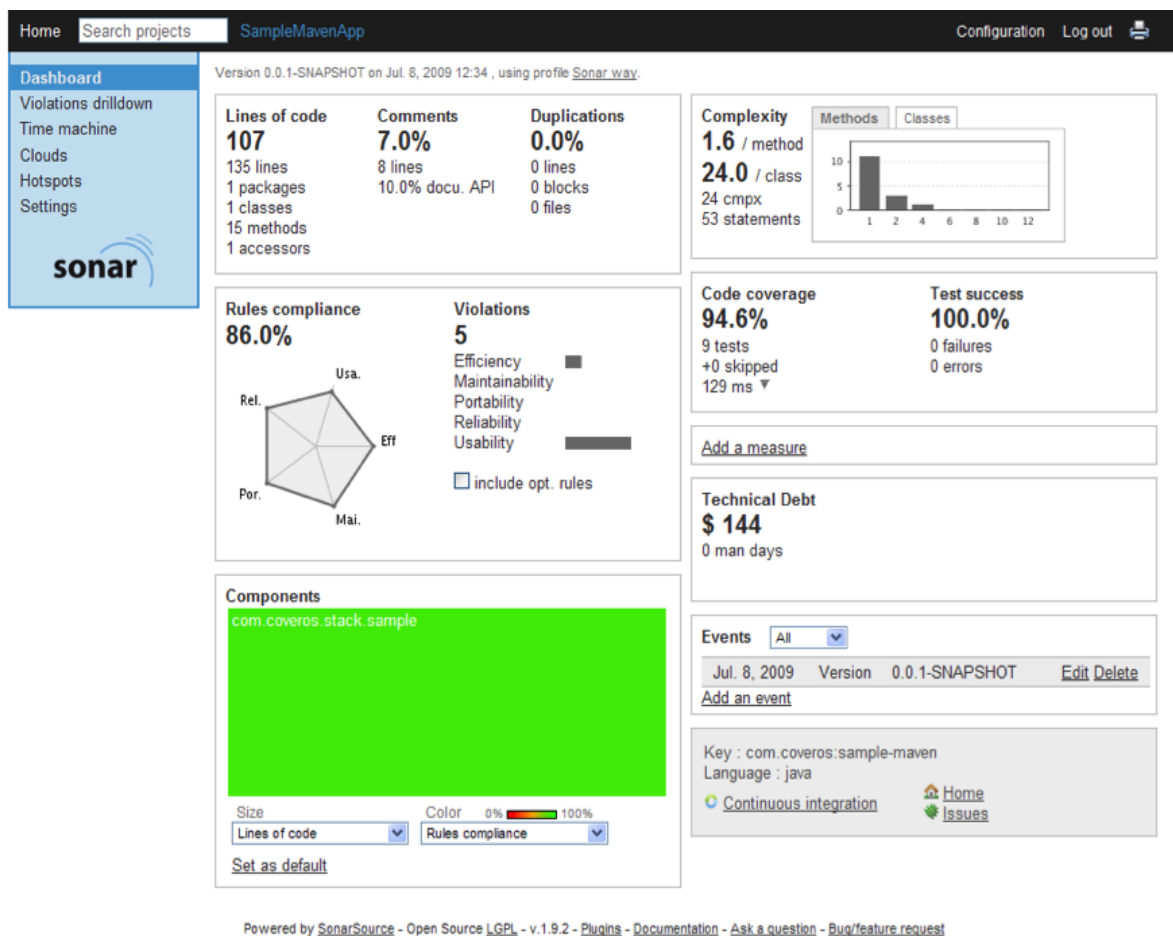 Home Search projects SampleMavenApp Configuration Log out
Dashboard
Violations drilldown
Time machine
Clouds
Hotspots
Settings
sonar
Version 0.0.1-SNAPSHOT on Jul. 8, 2009 12:34 , using profile Sonar way.
Lines of code
107
135 lines
1 packages
1 classes
15 methods
1 accessors
Comments
7.0%
8 lines
10.0% docu. API
Duplications
0.0%
0 lines
0 blocks
0 files
Complexity
1.6 / method
24.0 / class
24 cmpx
53 statements
Methods Classes
10
5
0
1 2 4 6 8 10 12
Rules compliance
86.0%
Usa.
Rel.
Eff
Por.
Mai.
Violations
5
Efficiency
Maintainability
Portability
Reliability
Usability
include opt. rules
Code coverage
94.6%
9 tests
+0 skipped
129 ms
Test success
100.0%
0 failures
0 errors
Add a measure
Technical Debt
$ 144
0 man days
Components
com.coveros.stack.sample
Size
Lines of code
Color 0% 100%
Rules compliance
Set as default
Events All
Jul. 8, 2009 Version 0.0.1-SNAPSHOT Edit Delete
Add an event
Key : com.coveros:sample-maven
Language : java
Continuous integration
Home
Issues
Powered by SonarSource - Open Source LGPL - v.1.9.2 - Plugins - Documentation - Ask a question - Bug/feature request